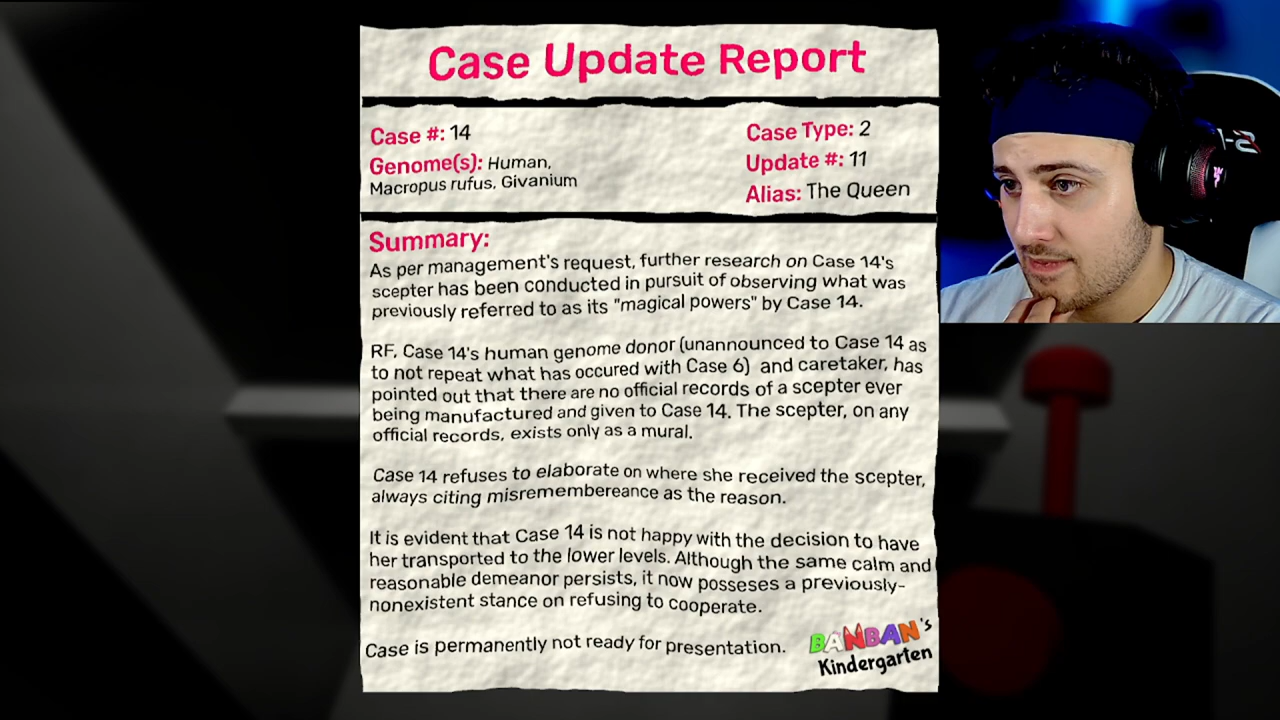 Case Update Report
Case #: 14
Genome(s): Human,
Macropus rufus. Givanium
Case Type: 2
Update #: 11
Alias: The Queen
Summary:
As per management's request, further research on Case 14's
scepter has been conducted in pursuit of observing what was
previously referred to as its "magical powers" by Case 14.
RF, Case 14's human genome donor (unannounced to Case 14 as
to not repeat what has occured with Case 6) and caretaker, has
pointed out that there are no official records of a scepter ever
being manufactured and given to Case 14. The scepter, on any
official records, exists only as a mural.
Case 14 refuses to elaborate on where she received the scepter,
always citing misremembereance as the reason.
It is evident that Case 14 is not happy with the decision to have
her transported to the lower levels. Although the same calm and
reasonable demeanor persists, it now posseses a previously-
nonexistent stance on refusing to cooperate.
Case is permanently not ready for presentation.
BANBAN's
Kindergarten